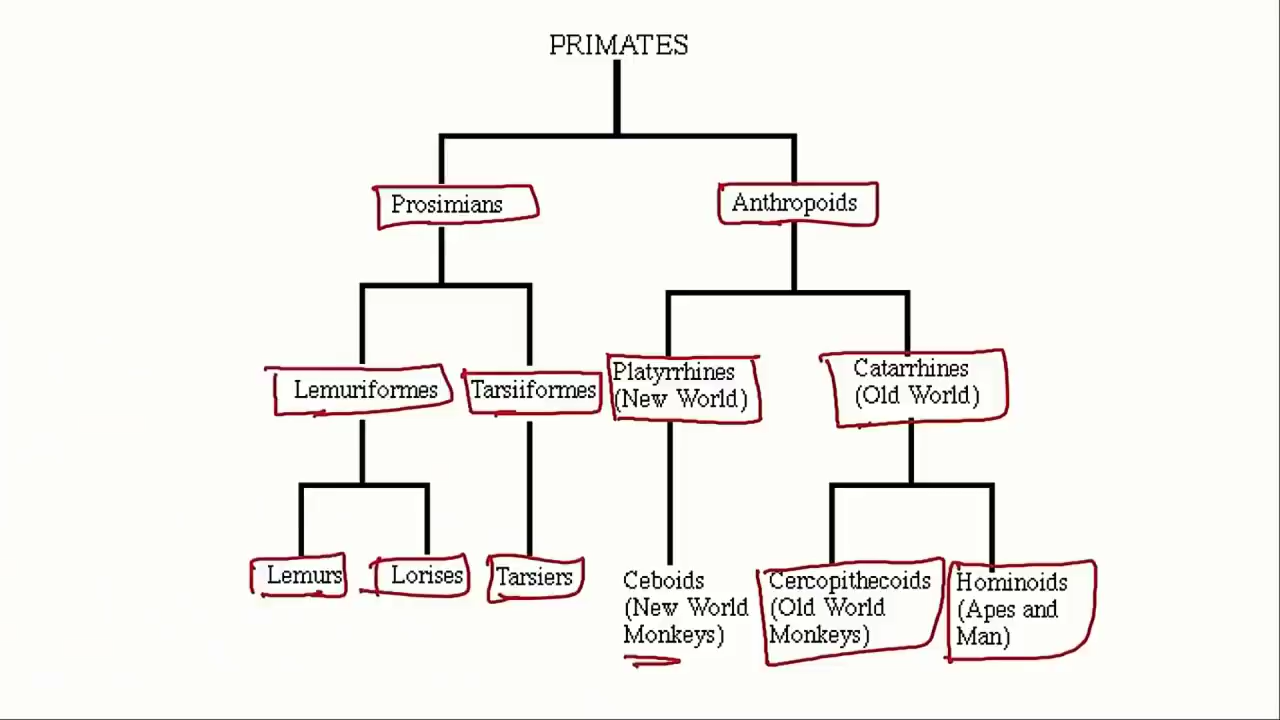 PRIMATES
Prosimians
Anthropoids
Lemuriformes
Tarsiiformes
Platyrrhines
(New World)
Catarrhines
(Old World)
Lemurs
Lorises
Tarsiers
Ceboids
(New World
Monkeys)
Cercopithecoids
(Old World
Monkeys)
Hominoids
(Apes and
Man)